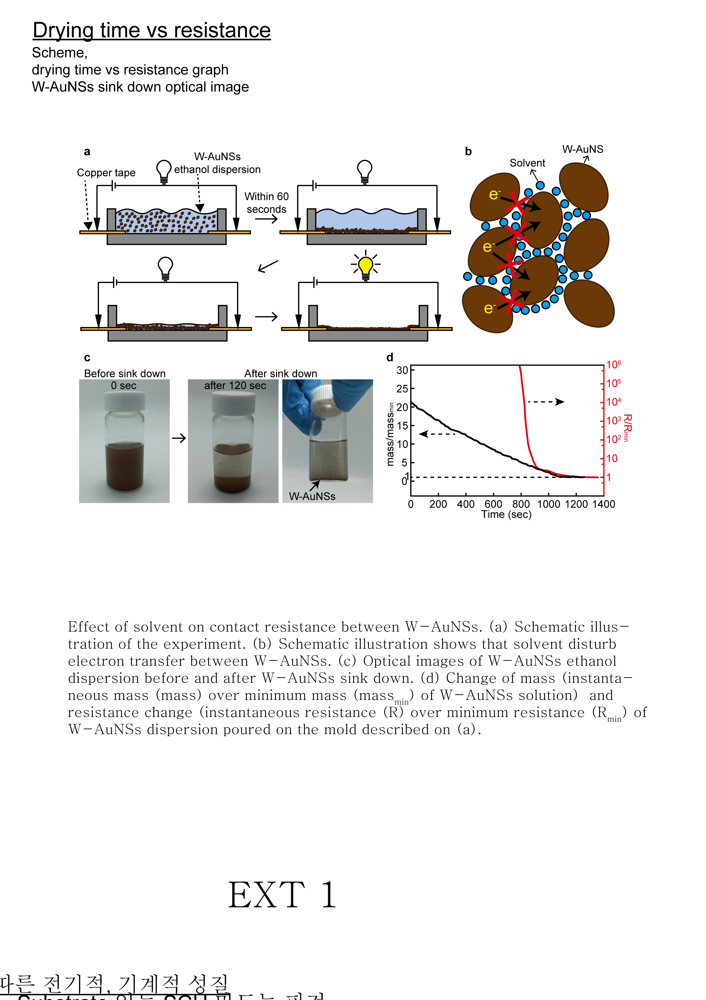 Drying time vs resistance
Scheme,
drying time vs resistance graph
W-AuNSs sink down optical image
a
Copper tape
W-AuNSs
ethanol dispersion
Within 60
seconds
b
W-AuNS
Solvent
e-
e-
e-
c
Before sink down
0 sec
After sink down
after 120 sec
W-AuNSs
d
mass/massmin
30
25
20
15
10
5
1
0
10⁶
10⁵
10⁴
10³
10²
10
1
R/Rmin
0 200 400 600 800 1000 1200 1400
Time (sec)
Effect of solvent on contact resistance between W-AuNSs. (a) Schematic illus-
tration of the experiment. (b) Schematic illustration shows that solvent disturb
electron transfer between W-AuNSs. (c) Optical images of W-AuNSs ethanol
dispersion before and after W-AuNSs sink down. (d) Change of mass (instanta-
neous mass (mass) over minimum mass (massmin) of W-AuNSs solution) and
resistance change (instantaneous resistance (R) over minimum resistance (Rmin) of
W-AuNSs dispersion poured on the mold described on (a).
EXT 1
따른 전기적, 기계적 성질
Substrate